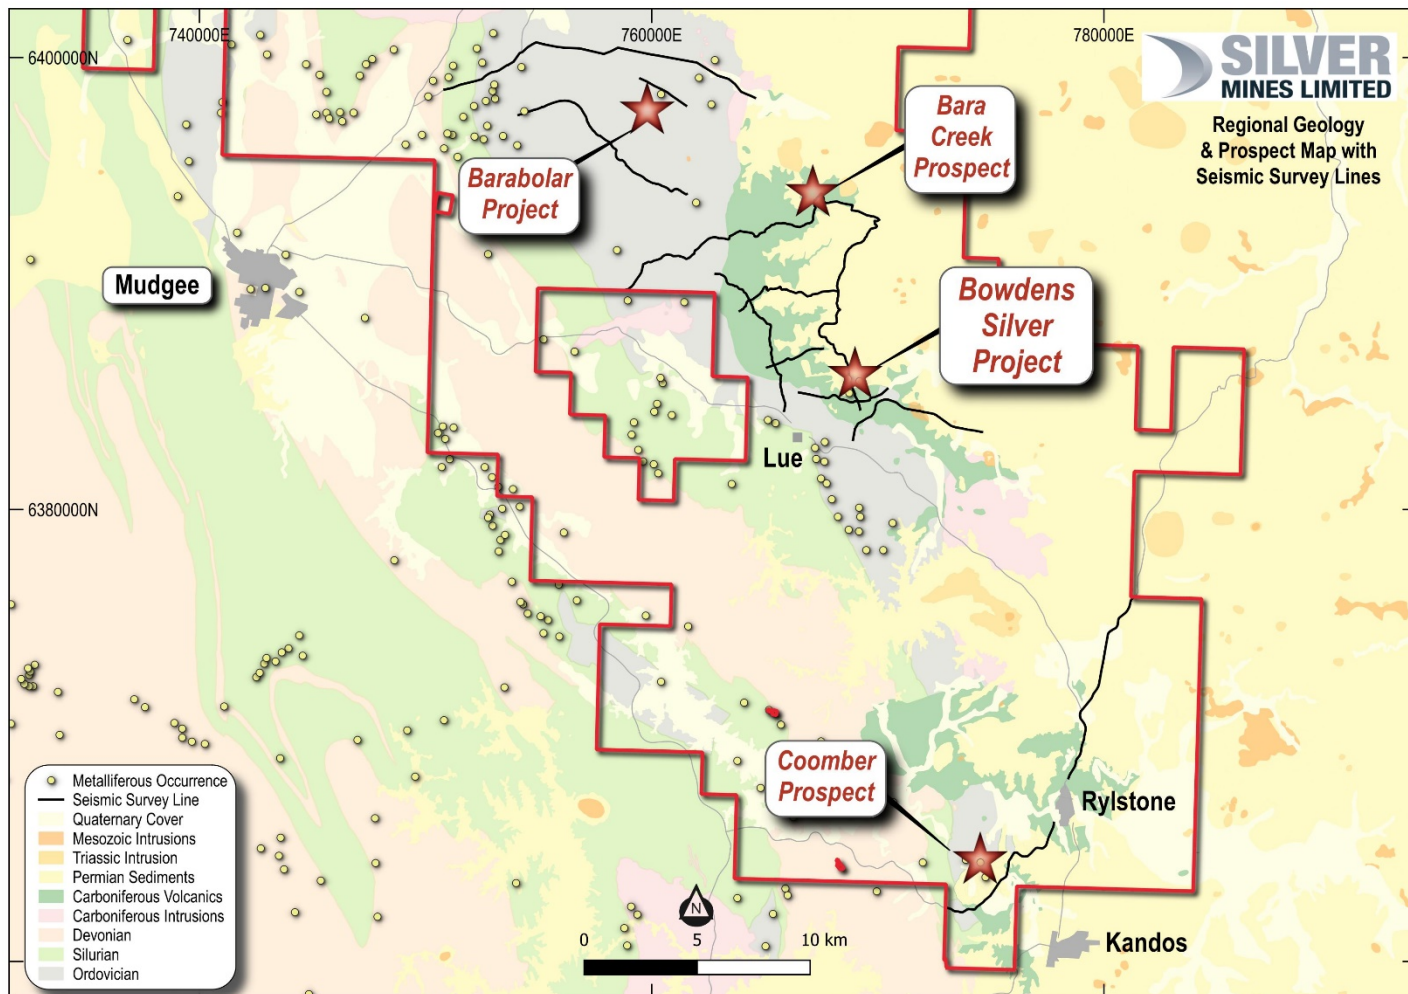 740000E
760000E
780000E
6400000N
SILVER
MINES LIMITED
Regional Geology
& Prospect Map with
Seismic Survey Lines
Bara
Creek
Prospect
Barabolar
Project
Mudgee
Bowdens
Silver
Project
Lue
6380000N
Coomber
Prospect
Rylstone
Kandos
Metalliferous Occurrence
Seismic Survey Line
Quaternary Cover
Mesozoic Intrusions
Triassic Intrusion
Permian Sediments
Carboniferous Volcanics
Carboniferous Intrusions
Devonian
Silurian
Ordovician
N
0 5 10 km